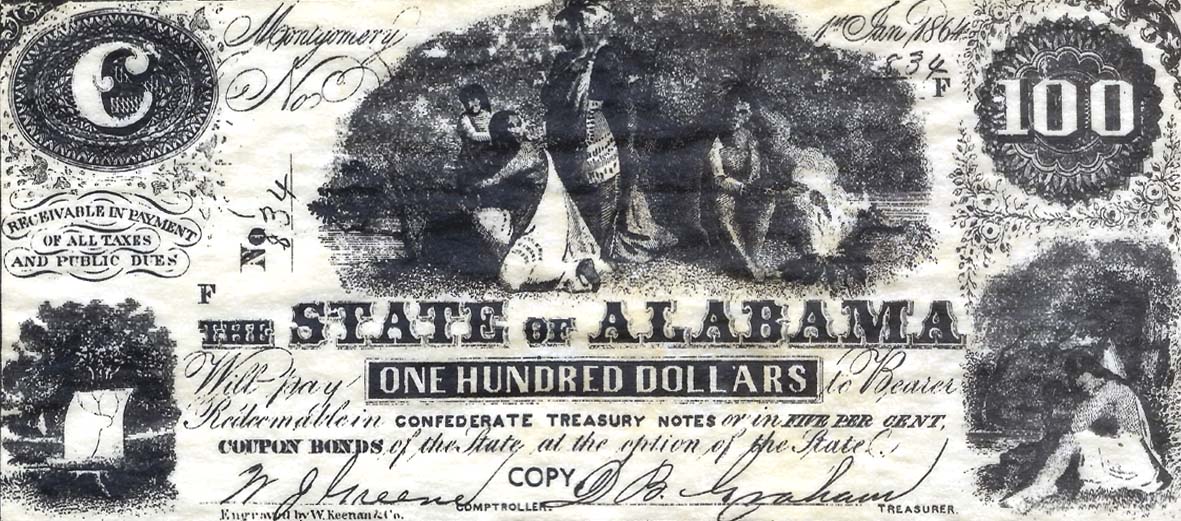 C
Montgomery
1st Jan 1864
No
834
F
100
RECEIVABLE IN PAYMENT
OF ALL TAXES
AND PUBLIC DUES
No 834
F
THE STATE OF ALABAMA
Will pay ONE HUNDRED DOLLARS to Bearer
Redeemable in CONFEDERATE TREASURY NOTES or in FIVE PER CENT,
COUPON BONDS of the State, at the option of the State
COPY
W J Greene COMPTROLLER.
D B. Graham TREASURER.
Engraved by W. Keenan & Co.